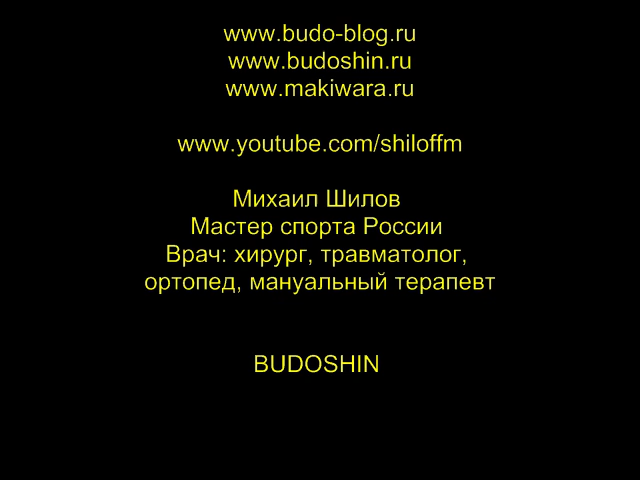 www.budo-blog.ru
www.budoshin.ru
www.makiwara.ru
www.youtube.com/shiloffm
Михаил Шилов
Мастер спорта России
Врач: хирург, травматолог,
ортопед, мануальный терапевт
BUDOSHIN